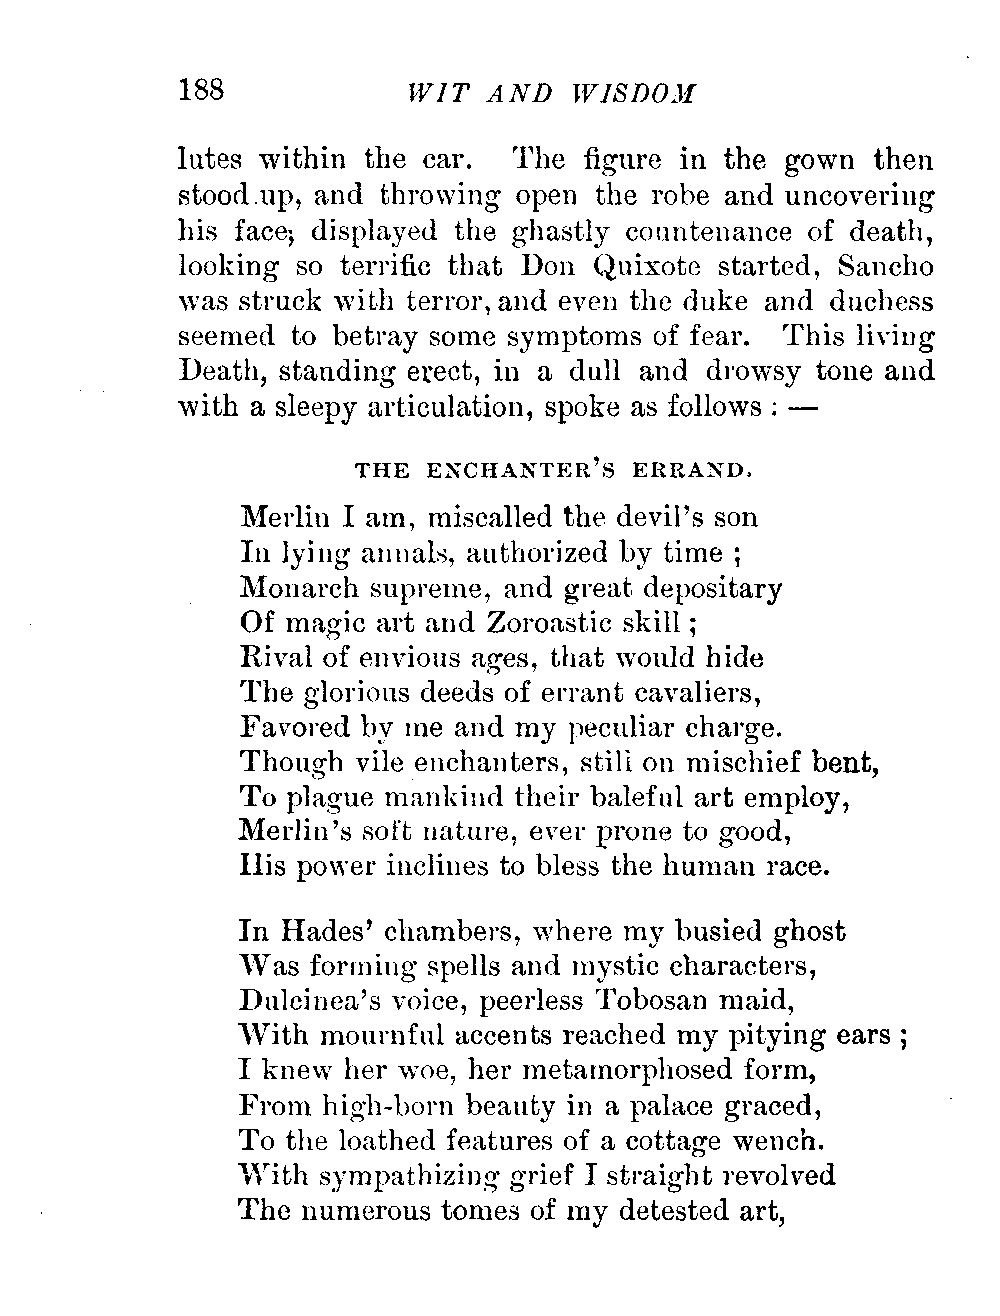 188 WIT AND WISDOM
lutes within the car. The figure in the gown then
stood up, and throwing open the robe and uncovering
his face, displayed the ghastly countenance of death,
looking so terrific that Don Quixote started, Sancho
was struck with terror, and even the duke and duchess
seemed to betray some symptoms of fear. This living
Death, standing erect, in a dull and drowsy tone and
with a sleepy articulation, spoke as follows : —
THE ENCHANTER'S ERRAND.
Merlin I am, miscalled the devil's son
In lying annals, authorized by time ;
Monarch supreme, and great depositary
Of magic art and Zoroastic skill ;
Rival of envious ages, that would hide
The glorious deeds of errant cavaliers,
Favored by me and my peculiar charge.
Though vile enchanters, still on mischief bent,
To plague mankind their baleful art employ,
Merlin's soft nature, ever prone to good,
His power inclines to bless the human race.
In Hades' chambers, where my busied ghost
Was forming spells and mystic characters,
Dulcinea's voice, peerless Tobosan maid,
With mournful accents reached my pitying ears ;
I knew her woe, her metamorphosed form,
From high-born beauty in a palace graced,
To the loathed features of a cottage wench.
With sympathizing grief I straight revolved
The numerous tomes of my detested art,